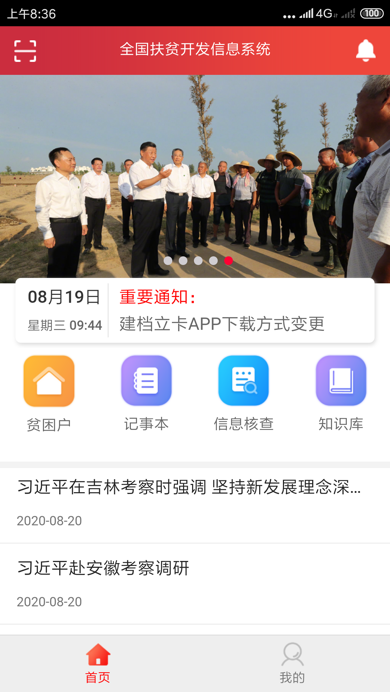 上午8:36
4G
100
全国扶贫开发信息系统
08月19日
重要通知：
星期三 09:44
建档立卡APP下载方式变更
贫困户
记事本
信息核查
知识库
习近平在吉林考察时强调 坚持新发展理念深...
2020-08-20
习近平赴安徽考察调研
2020-08-20
首页
我的